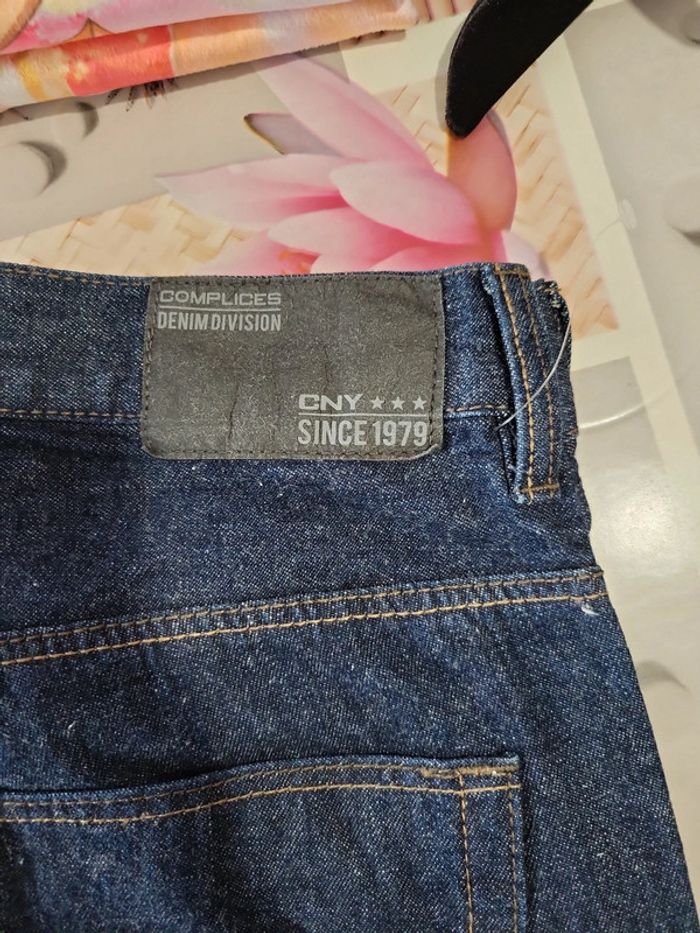 COMPLICES
DENIM DIVISION
CNY ★★★
SINCE 1979